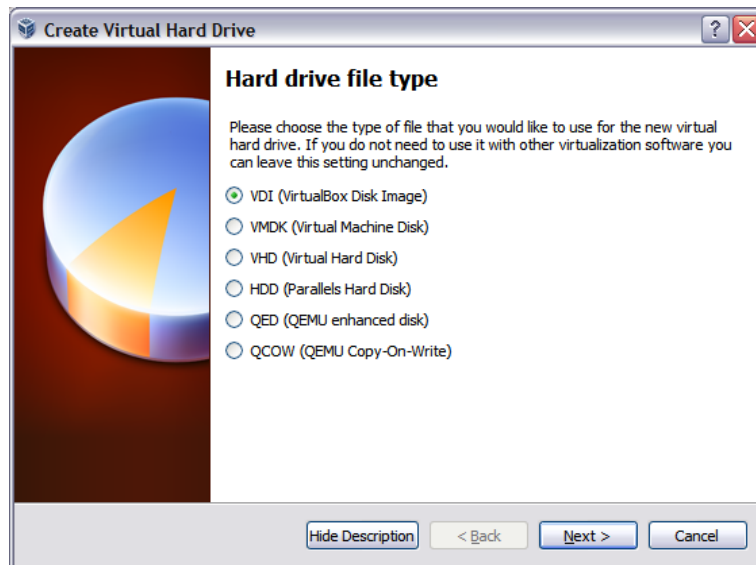 Create Virtual Hard Drive
Hard drive file type
Please choose the type of file that you would like to use for the new virtual
hard drive. If you do not need to use it with other virtualization software you
can leave this setting unchanged.
VDI (VirtualBox Disk Image)
VMDK (Virtual Machine Disk)
VHD (Virtual Hard Disk)
HDD (Parallels Hard Disk)
QED (QEMU enhanced disk)
QCOW (QEMU Copy-On-Write)
Hide Description < Back Next > Cancel